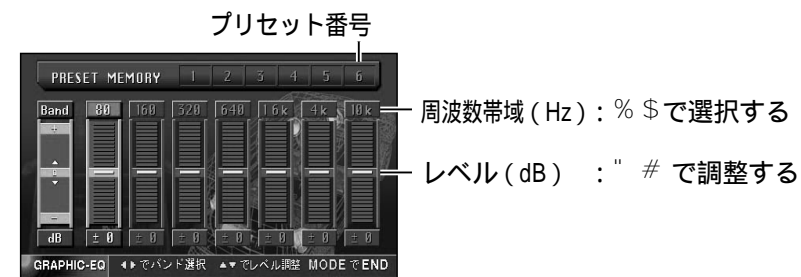 プリセット番号
PRESET MEMORY 1 2 3 4 5 6
Band 80 160 320 640 1.6k 4k 10k
周波数帯域 ( Hz ) : % $ で選択する
+
0
レベル ( dB ) : " # で調整する
−
dB ± 0 ± 0 ± 0 ± 0 ± 0 ± 0 ± 0
GRAPHIC-EQ ◀▶でバンド選択 ▲▼でレベル調整 MODEでEND